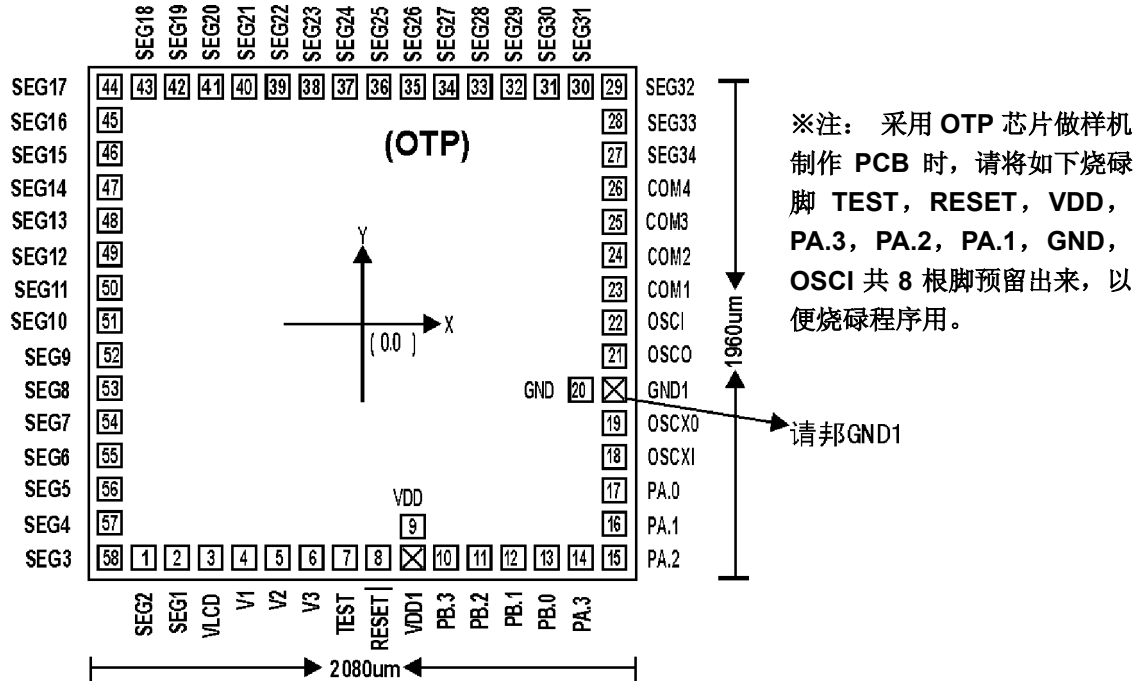 SEG18 SEG19 SEG20 SEG21 SEG22 SEG23 SEG24 SEG25 SEG26 SEG27 SEG28 SEG29 SEG30 SEG31
SEG17 44 43 42 41 40 39 38 37 36 35 34 33 32 31 30 29 SEG32
SEG16 45 28 SEG33
(OTP)
SEG15 46 27 SEG34
SEG14 47 26 COM4
SEG13 48 25 COM3
SEG12 49 Y 24 COM2
SEG11 50 23 COM1
SEG10 51 X 22 OSCI
( 0.0 )
SEG9 52 21 OSCO
SEG8 53 GND 20 GND1
SEG7 54 19 OSCX0
SEG6 55 18 OSCXI
SEG5 56 17 PA.0
VDD
SEG4 57 9 16 PA.1
SEG3 58 1 2 3 4 5 6 7 8 10 11 12 13 14 15 PA.2
SEG2 SEG1 VLCD V1 V2 V3 TEST RESET VDD1 PB.3 PB.2 PB.1 PB.0 PA.3
2080um
1960um
※注： 采用 OTP 芯片做样机
制作 PCB 时，请将如下烧碌
脚 TEST，RESET，VDD，
PA.3，PA.2，PA.1，GND，
OSCI 共 8 根脚预留出来，以
便烧碌程序用。
请邦GND1